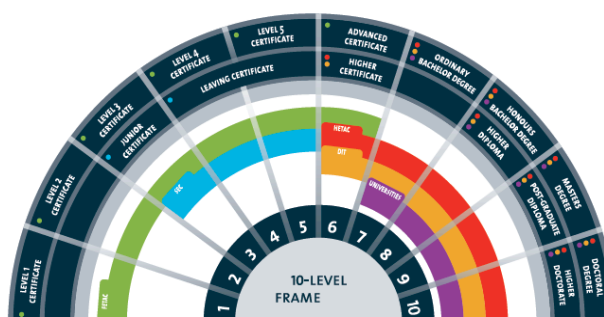 LEVEL 1
CERTIFICATE
LEVEL 2
CERTIFICATE
LEVEL 3
CERTIFICATE
JUNIOR
CERTIFICATE
LEVEL 4
CERTIFICATE
LEVEL 5
CERTIFICATE
LEAVING CERTIFICATE
ADVANCED
CERTIFICATE
HIGHER
CERTIFICATE
ORDINARY
BACHELOR DEGREE
HONOURS
BACHELOR DEGREE
HIGHER
DIPLOMA
MASTERS
DEGREE
POST-GRADUATE
DIPLOMA
DOCTORAL
DEGREE
HIGHER
DOCTORATE
FETAC
SEC
HETAC
DIT
UNIVERSITIES
1
2
3
4
5
6
7
8
9
10
10-LEVEL
FRAME